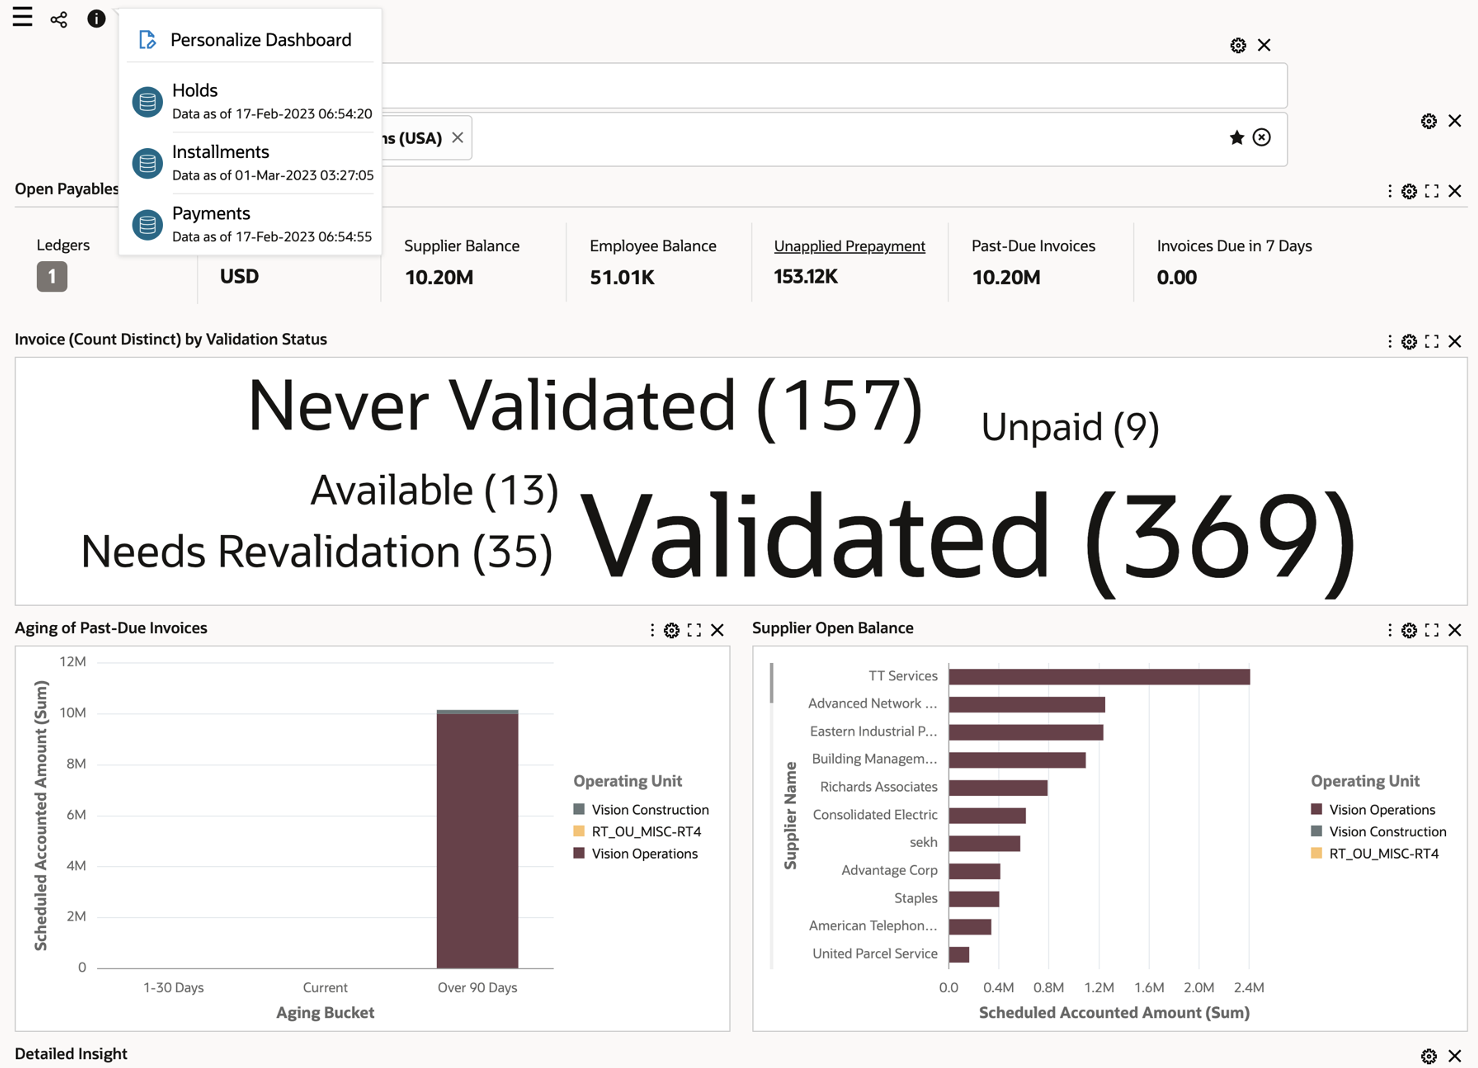 Personalize Dashboard
Holds
Data as of 17-Feb-2023 06:54:20
Installments
Data as of 01-Mar-2023 03:27:05
Payments
Data as of 17-Feb-2023 06:54:55
(USA)
Open Payables
Ledgers
1
USD
Supplier Balance
10.20M
Employee Balance
51.01K
Unapplied Prepayment
153.12K
Past-Due Invoices
10.20M
Invoices Due in 7 Days
0.00
Invoice (Count Distinct) by Validation Status
Never Validated (157)
Unpaid (9)
Available (13)
Needs Revalidation (35)
Validated (369)
Aging of Past-Due Invoices
12M
10M
8M
6M
4M
2M
0
Scheduled Accounted Amount (Sum)
1-30 Days
Current
Over 90 Days
Aging Bucket
Operating Unit
Vision Construction
RT_OU_MISC-RT4
Vision Operations
Supplier Open Balance
Supplier Name
TT Services
Advanced Network ...
Eastern Industrial P...
Building Managem...
Richards Associates
Consolidated Electric
sekh
Advantage Corp
Staples
American Telephon...
United Parcel Service
0.0
0.4M
0.8M
1.2M
1.6M
2.0M
2.4M
Scheduled Accounted Amount (Sum)
Operating Unit
Vision Operations
Vision Construction
RT_OU_MISC-RT4
Detailed Insight